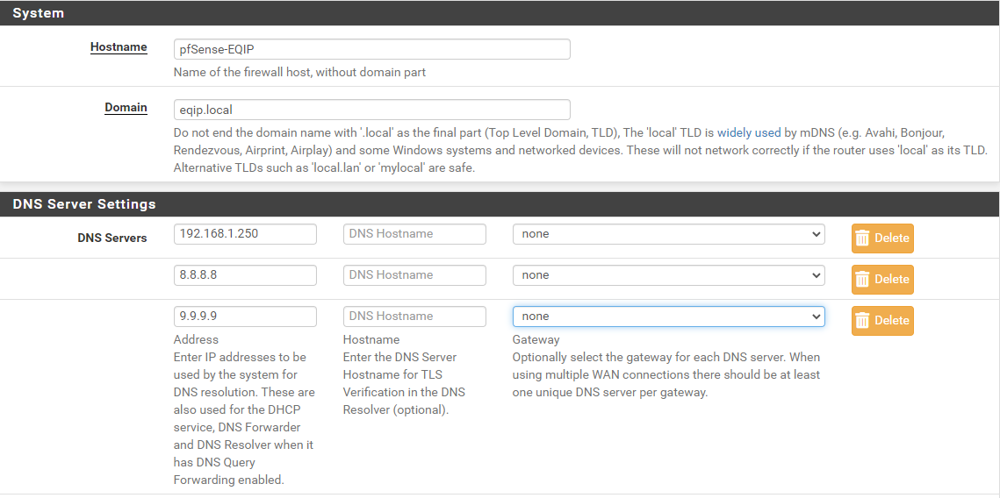 System
Hostname
pfSense-EQIP
Name of the firewall host, without domain part
Domain
eqip.local
Do not end the domain name with '.local' as the final part (Top Level Domain, TLD), The 'local' TLD is widely used by mDNS (e.g. Avahi, Bonjour,
Rendezvous, Airprint, Airplay) and some Windows systems and networked devices. These will not network correctly if the router uses 'local' as its TLD.
Alternative TLDs such as 'local.lan' or 'mylocal' are safe.
DNS Server Settings
DNS Servers
192.168.1.250
DNS Hostname
none
Delete
8.8.8.8
DNS Hostname
none
Delete
9.9.9.9
DNS Hostname
none
Delete
Address
Enter IP addresses to be
used by the system for
DNS resolution. These are
also used for the DHCP
service, DNS Forwarder
and DNS Resolver when it
has DNS Query
Forwarding enabled.
Hostname
Enter the DNS Server
Hostname for TLS
Verification in the DNS
Resolver (optional).
Gateway
Optionally select the gateway for each DNS server. When
using multiple WAN connections there should be at least
one unique DNS server per gateway.